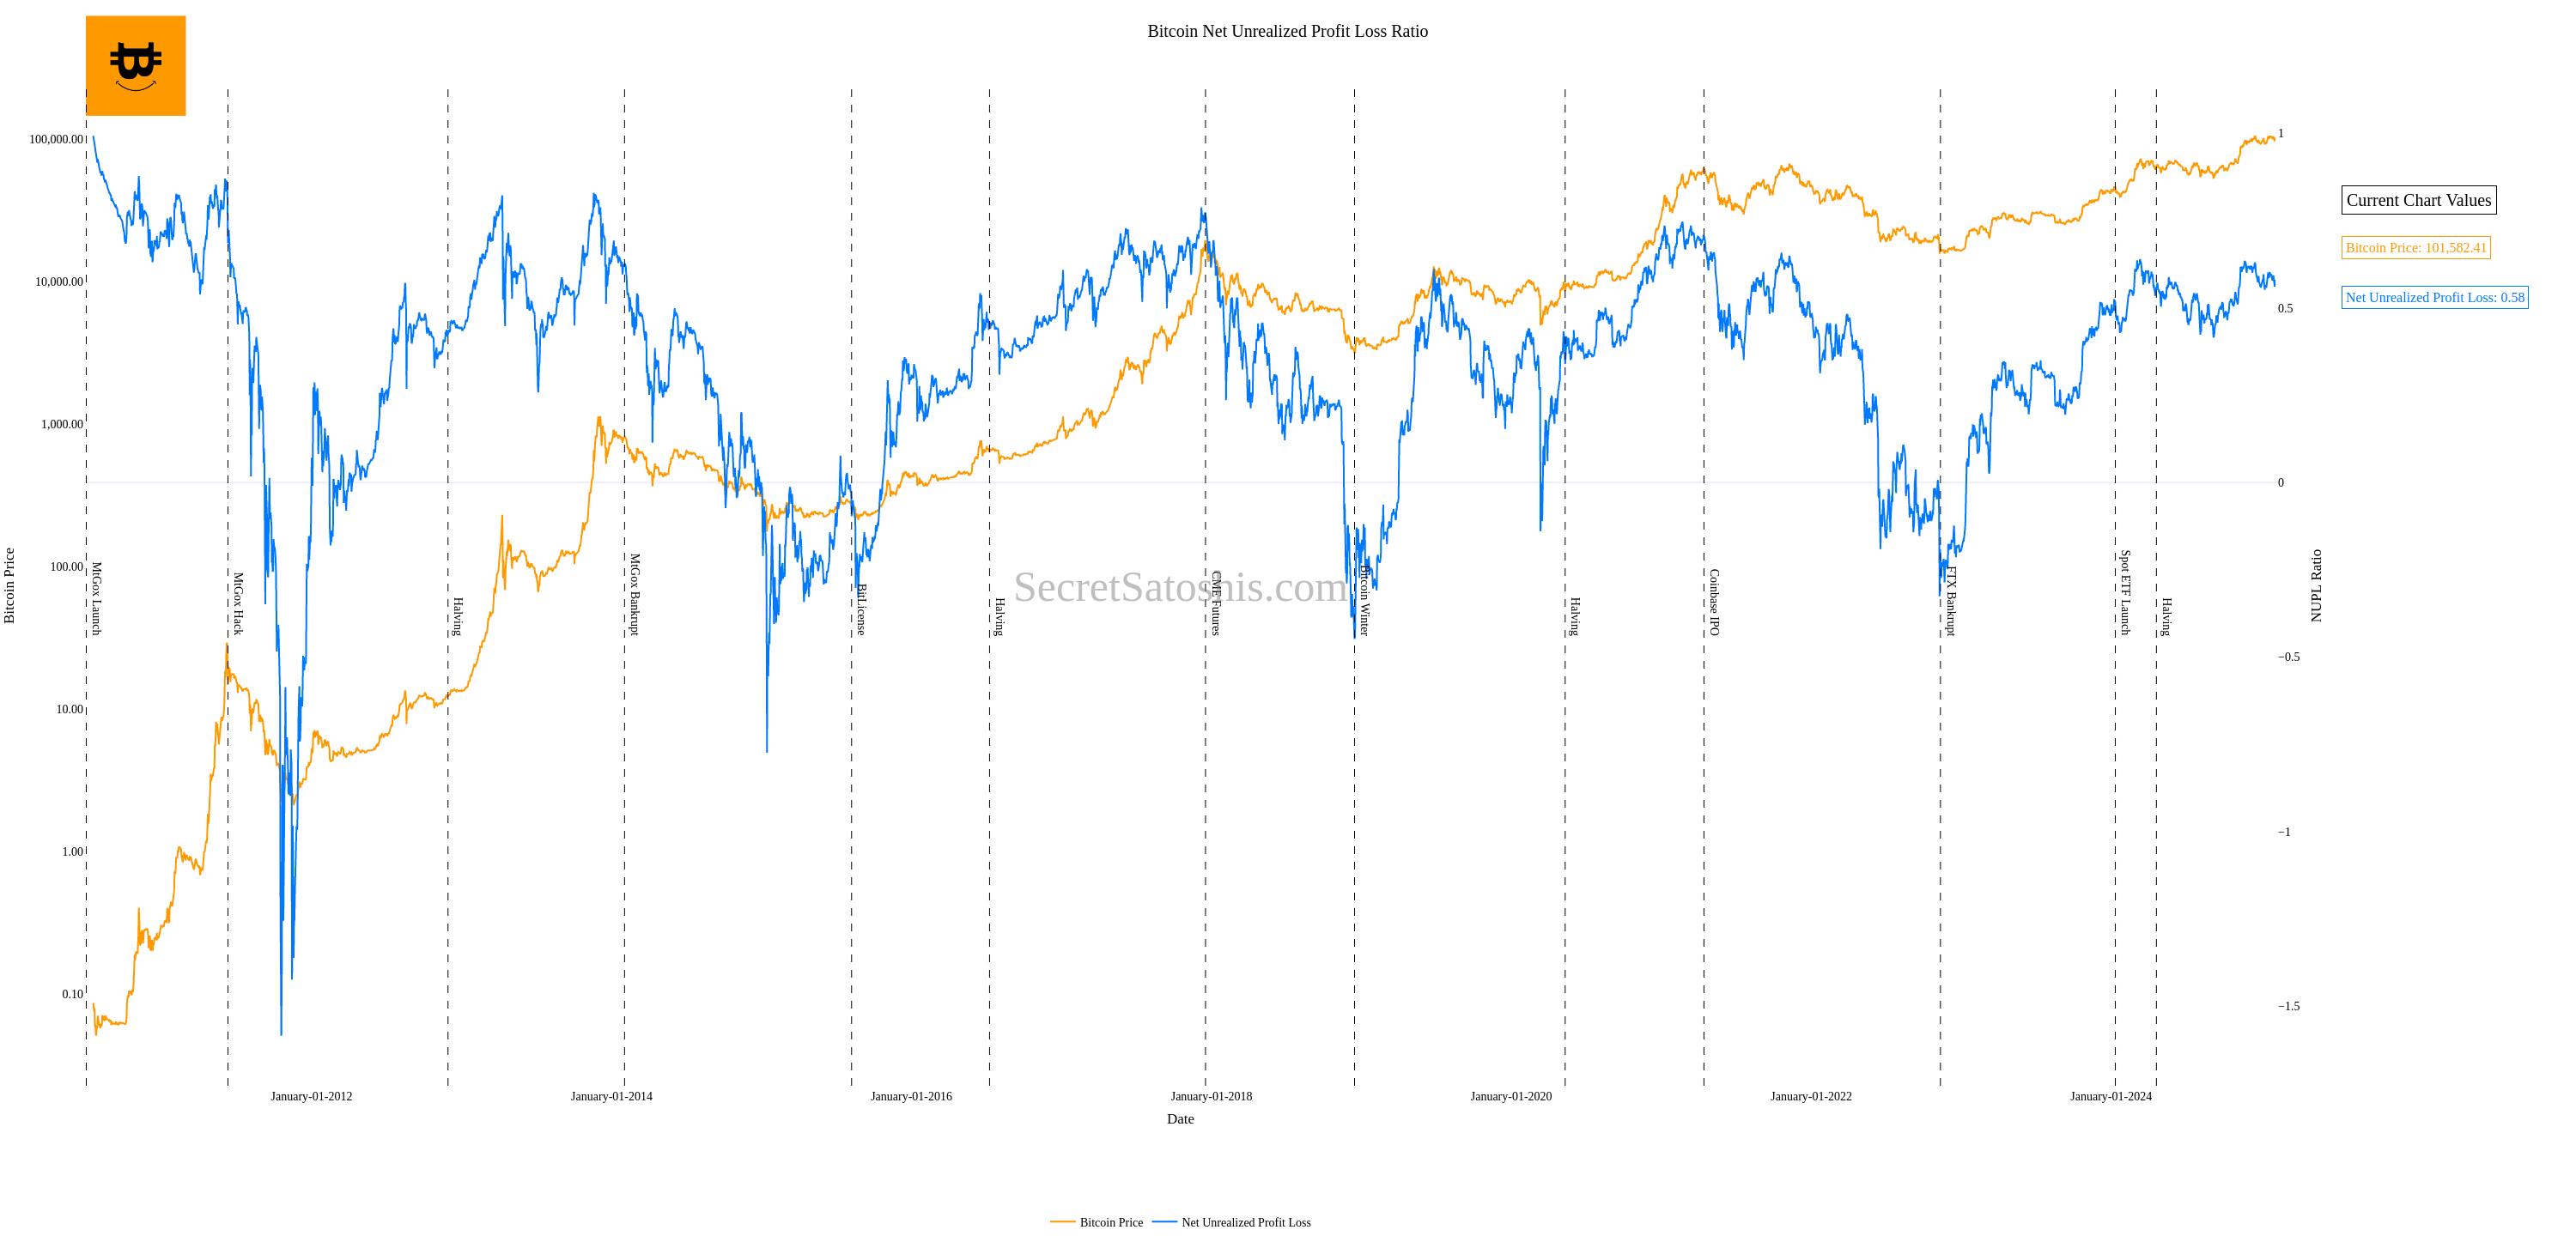 Bitcoin Net Unrealized Profit Loss Ratio
100,000.00
10,000.00
1,000.00
100.00
10.00
1.00
0.10
Bitcoin Price
1
0.5
0
−0.5
−1
−1.5
NUPL Ratio
Current Chart Values
Bitcoin Price: 101,582.41
Net Unrealized Profit Loss: 0.58
SecretSatoshis.com
MtGox Launch
MtGox Hack
Halving
MtGox Bankrupt
BitLicense
Halving
CME Futures
Bitcoin Winter
Halving
Coinbase IPO
FTX Bankrupt
Spot ETF Launch
Halving
January-01-2012
January-01-2014
January-01-2016
January-01-2018
January-01-2020
January-01-2022
January-01-2024
Date
Bitcoin Price
Net Unrealized Profit Loss